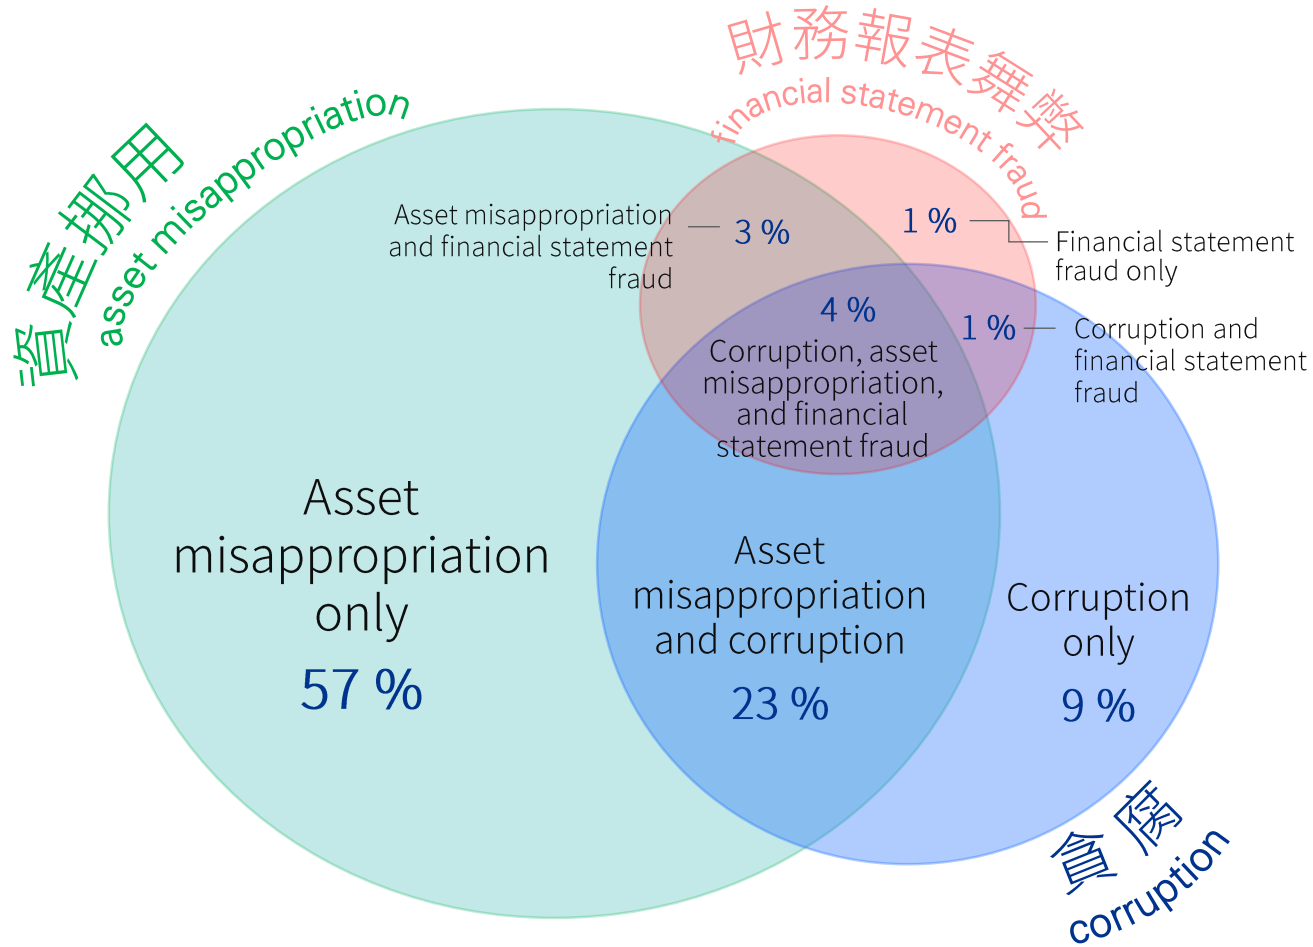 財務報表舞弊
financial statement fraud
資產挪用
asset misappropriation
Asset misappropriation
and financial statement
fraud
3 %
1 %
Financial statement
fraud only
4 %
Corruption, asset
misappropriation,
and financial
statement fraud
1 %
Corruption and
financial statement
fraud
Asset
misappropriation
only
57 %
Asset
misappropriation
and corruption
23 %
Corruption
only
9 %
貪腐
corruption